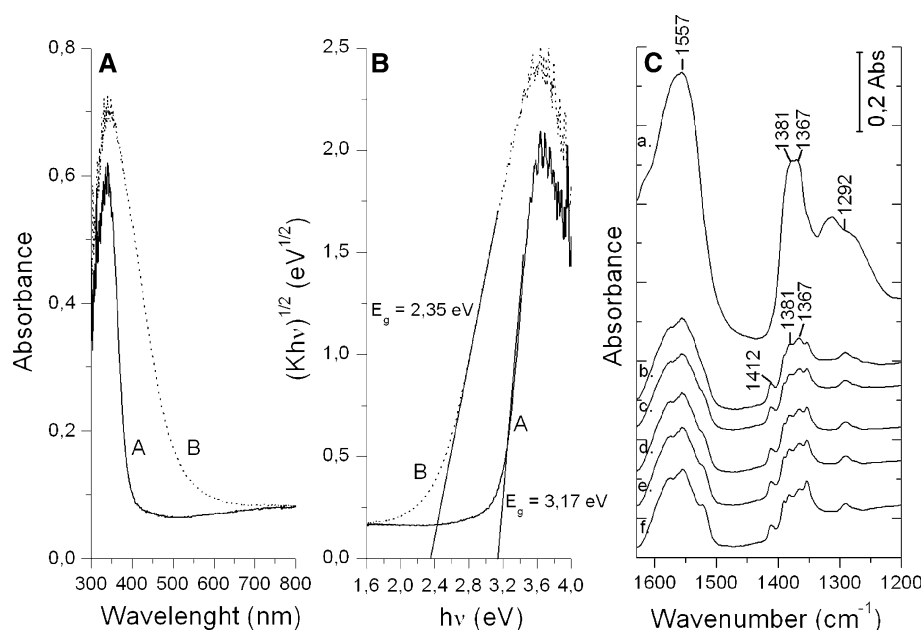 A
Absorbance
0,8
0,6
0,4
0,2
0,0
A
B
300 400 500 600 700 800
Wavelenght (nm)
B
(Khν)^1/2 (eV^1/2)
2,5
2,0
1,5
1,0
0,5
0,0
E_g = 2,35 eV
A
B
E_g = 3,17 eV
1,6 2,0 2,4 2,8 3,2 3,6 4,0
hν (eV)
C
Absorbance
0,2 Abs
1557
1381
1367
1292
a.
1381
1367
1412
b.
c.
d.
e.
f.
1600 1500 1400 1300 1200
Wavenumber (cm^-1)